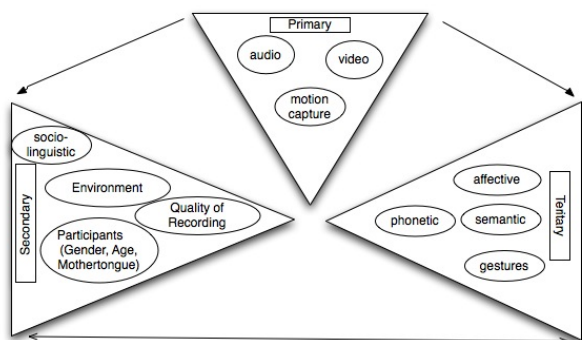 Primary
audio
video
motion
capture
socio-
linguistic
Environment
Quality of
Recording
Secondary
Participants
(Gender, Age,
Mothertongue)
affective
phonetic
semantic
gestures
Teritary